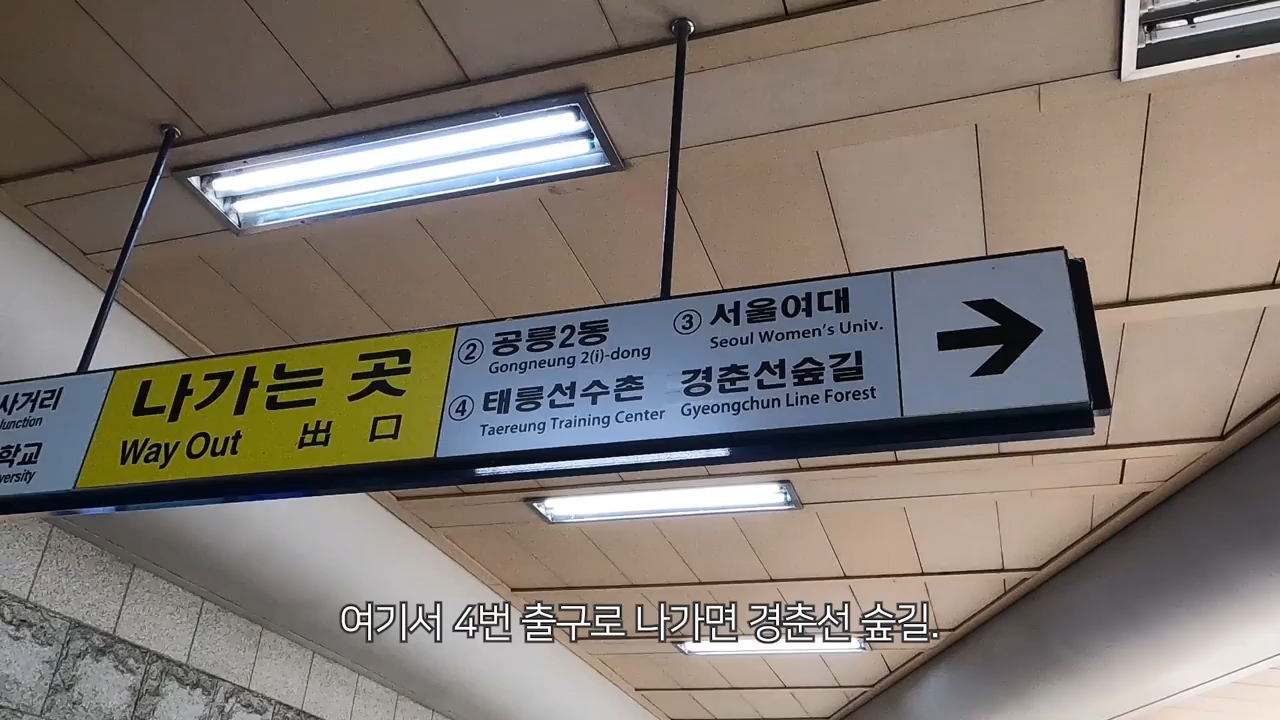 사거리
Junction
학교
versity
나가는 곳
Way Out 出口
② 공릉2동
Gongneung 2(i)-dong
③ 서울여대
Seoul Women's Univ.
④ 태릉선수촌 경춘선숲길
Taereung Training Center Gyeongchun Line Forest
여기서 4번 출구로 나가면 경춘선 숲길.